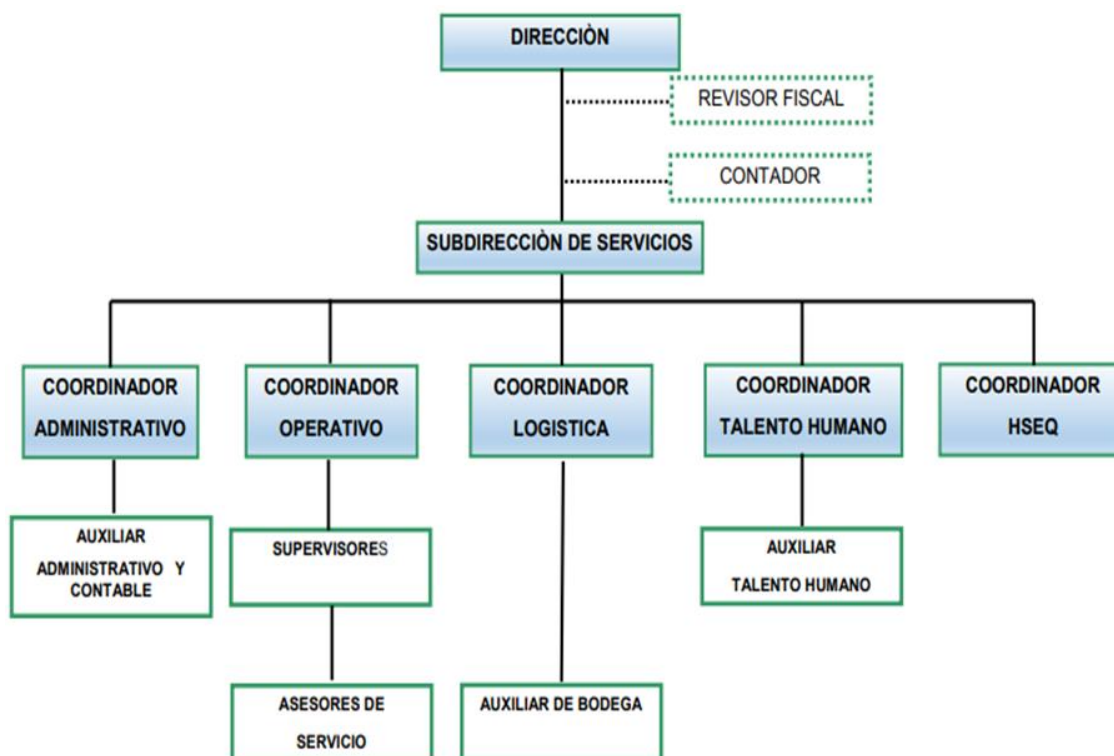 DIRECCIÒN
REVISOR FISCAL
CONTADOR
SUBDIRECCIÒN DE SERVICIOS
COORDINADOR
ADMINISTRATIVO
COORDINADOR
OPERATIVO
COORDINADOR
LOGISTICA
COORDINADOR
TALENTO HUMANO
COORDINADOR
HSEQ
AUXILIAR
ADMINISTRATIVO Y
CONTABLE
SUPERVISORES
AUXILIAR
TALENTO HUMANO
ASESORES DE
SERVICIO
AUXILIAR DE BODEGA